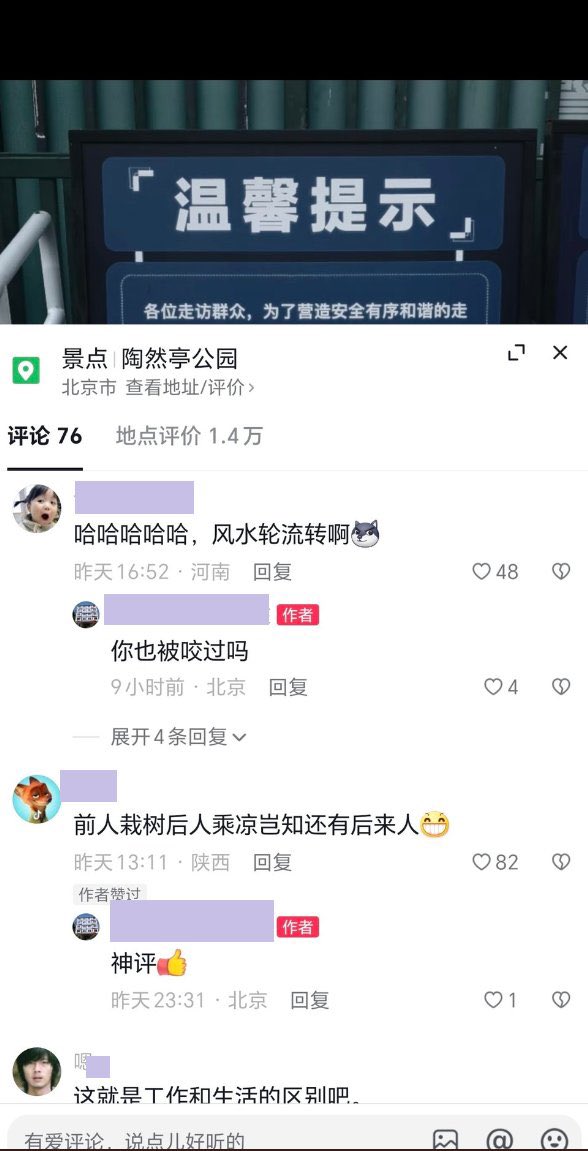 温馨提示
各位走访群众，为了营造安全有序和谐的走
景点 陶然亭公园
北京市 查看地址/评价
评论 76
地点评价 1.4万
哈哈哈哈哈，风水轮流转啊
昨天16:52 · 河南 回复
48
作者
你也被咬过吗
9小时前 · 北京 回复
4
展开4条回复
前人栽树后人乘凉岂知还有后来人
昨天13:11 · 陕西 回复
82
作者赞过
作者
神评
昨天23:31 · 北京 回复
1
嗯
这就是工作和生活的区别吧。
有爱评论，说点儿好听的